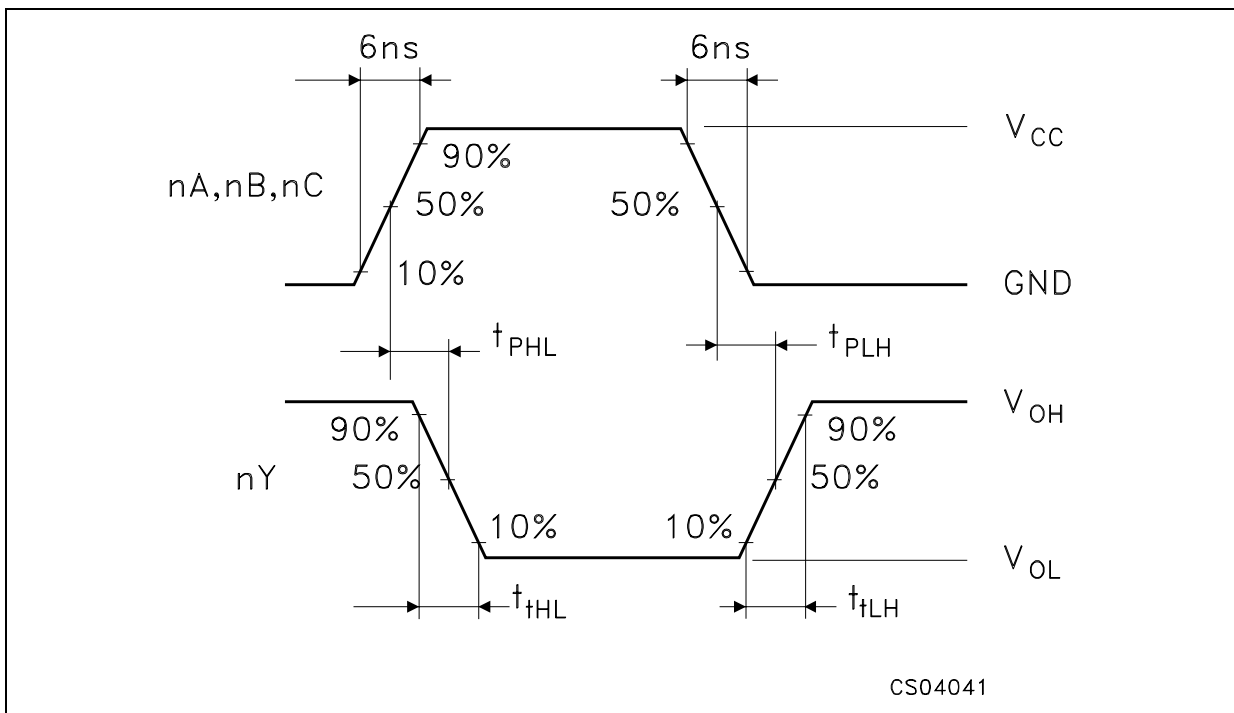 6ns 6ns
V_CC
90%
nA,nB,nC 50% 50%
10% GND
t_PHL t_PLH
V_OH
90% 90%
nY 50% 50%
10% 10%
V_OL
t_tHL t_tLH
CS04041